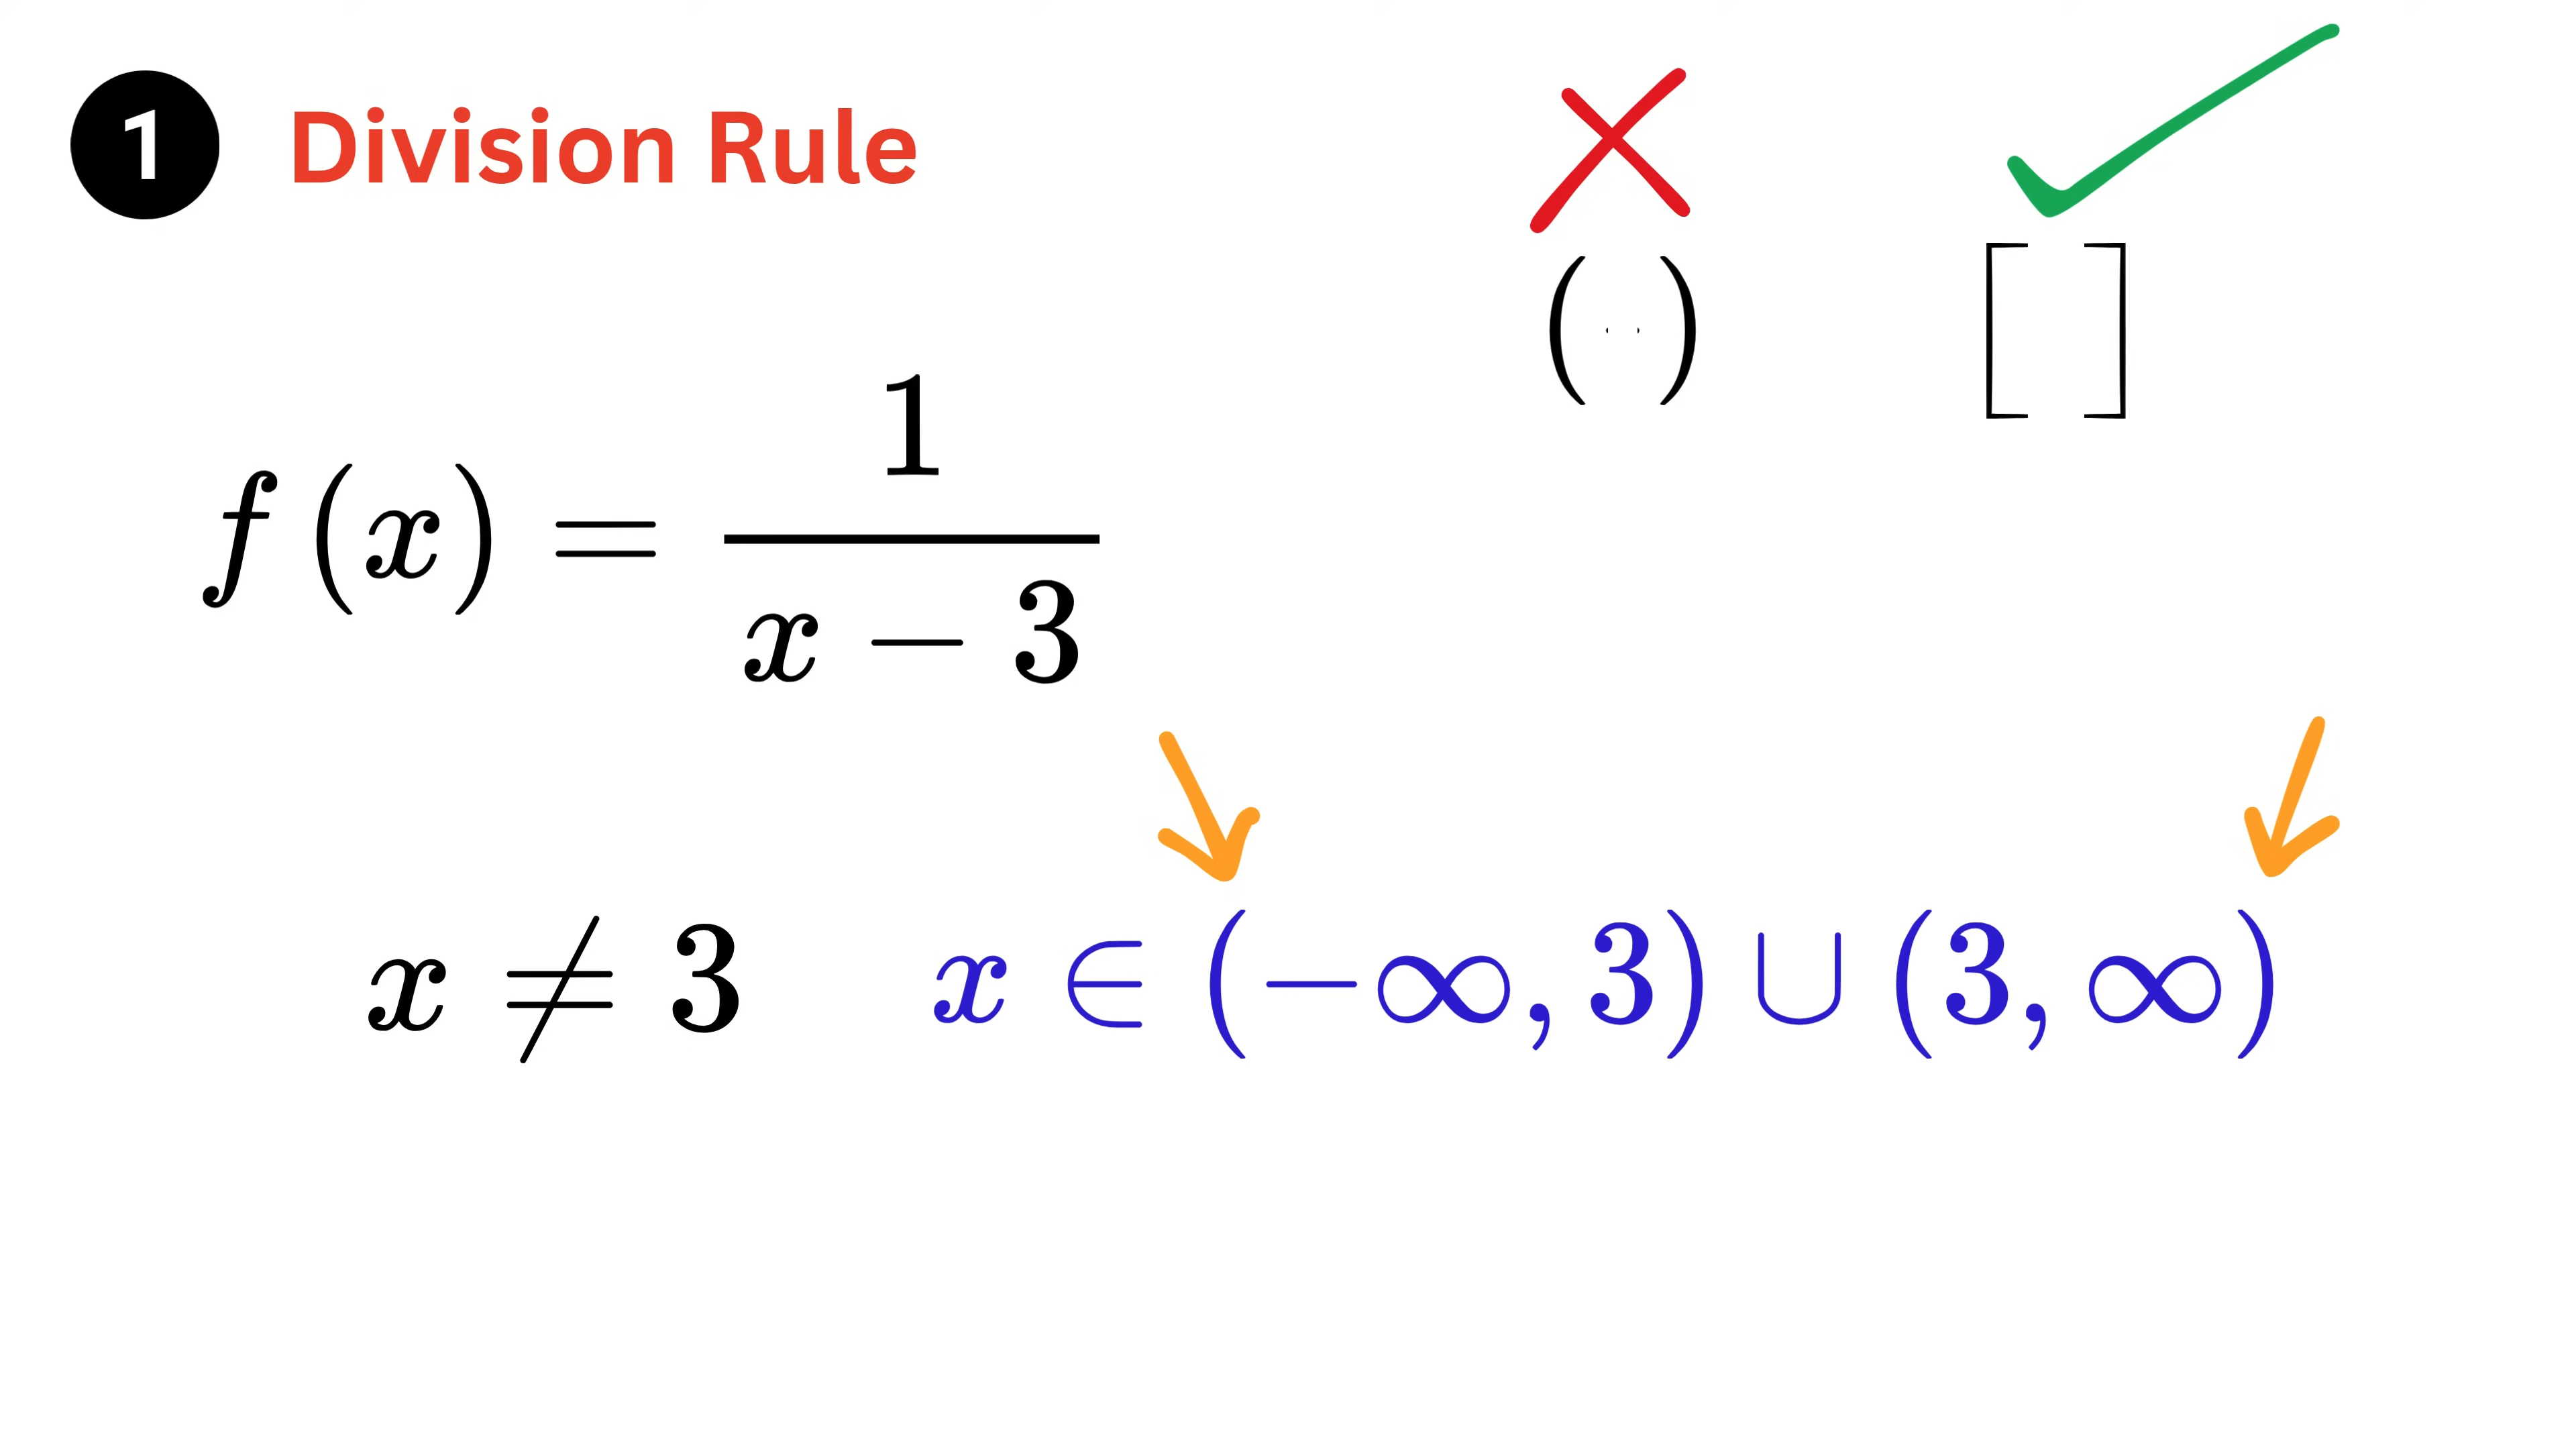 1 Division Rule
( ) [ ]
f(x) = 1/(x − 3)
x ≠ 3 x ∈ (−∞, 3) ∪ (3, ∞)